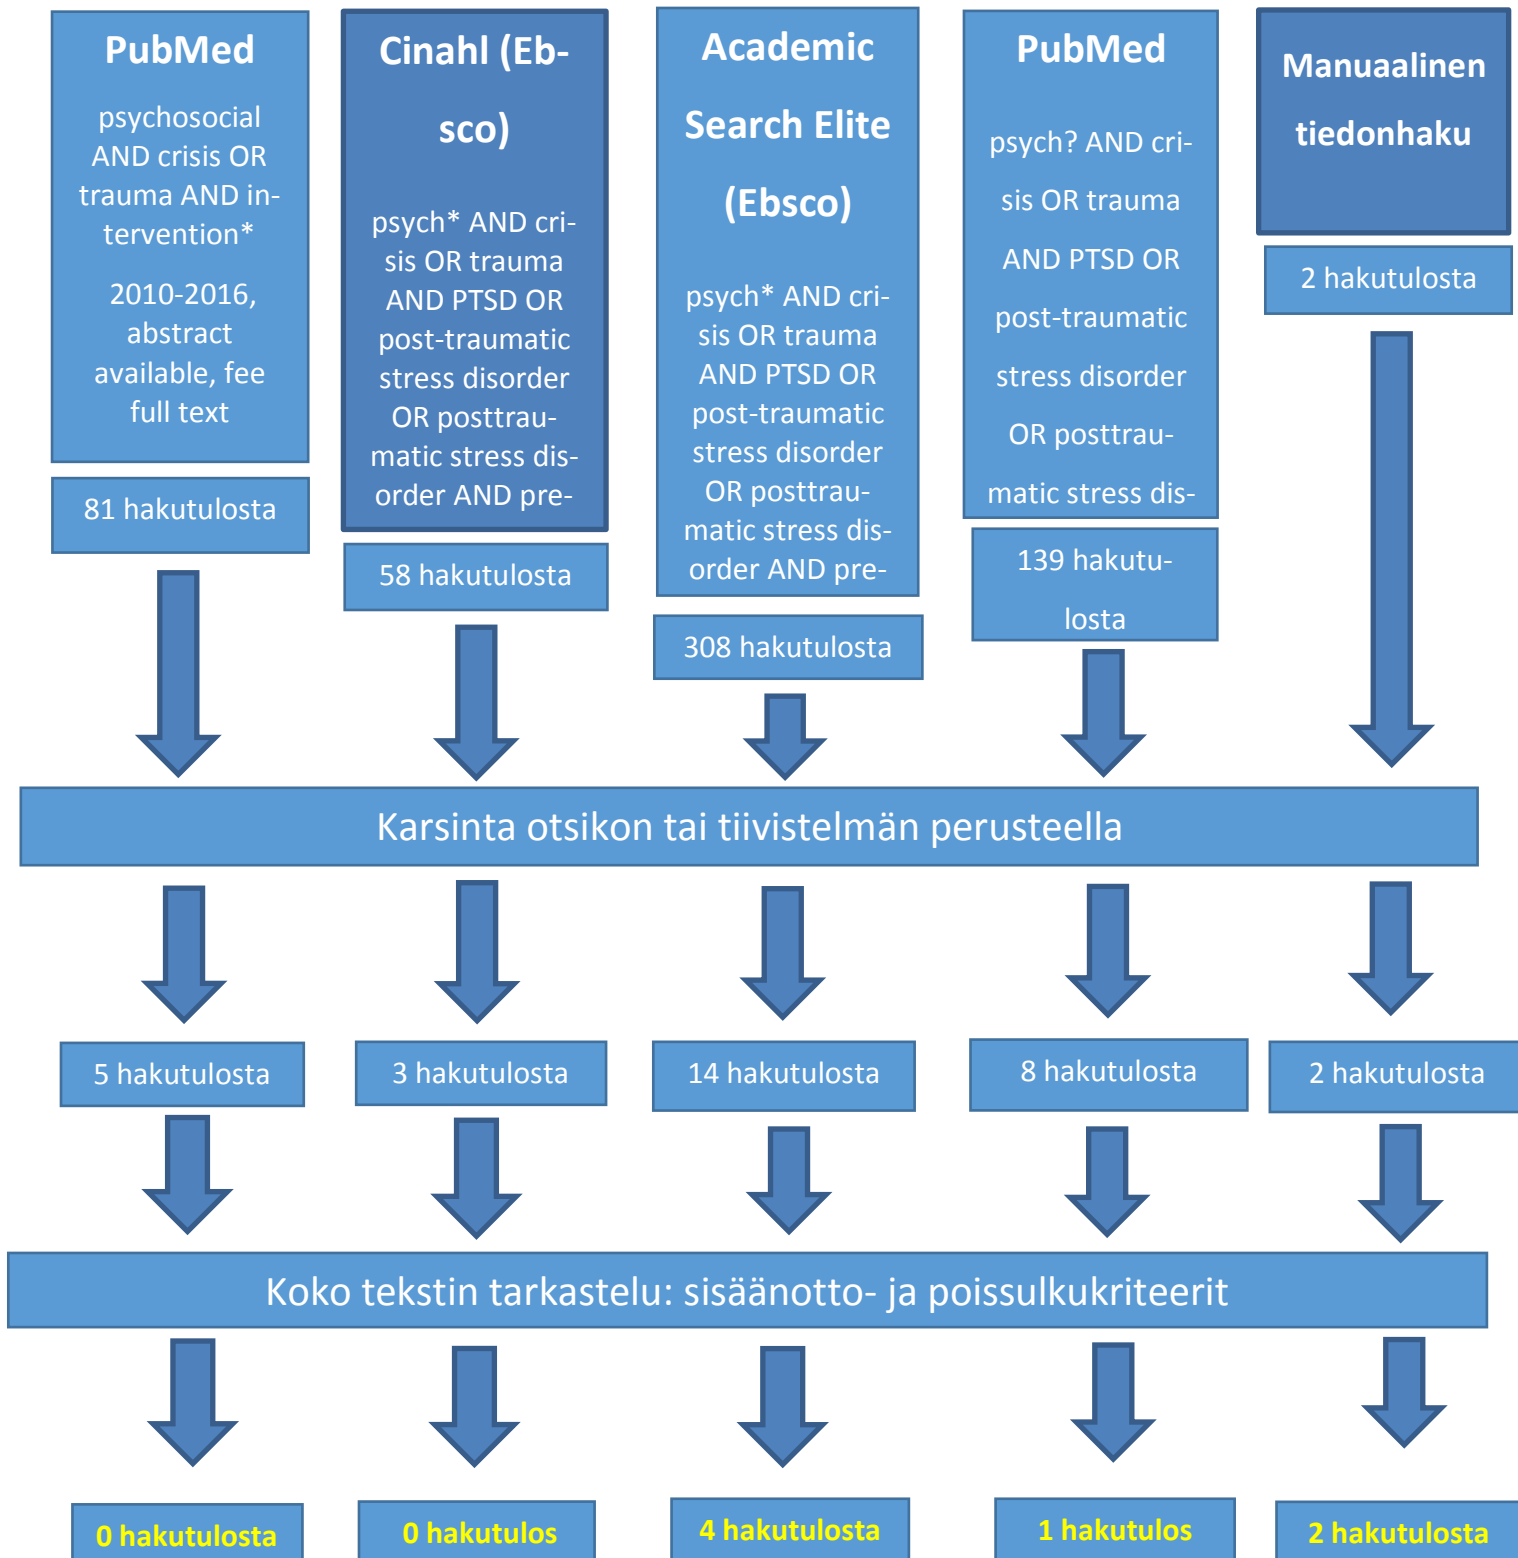 PubMed
psychosocial
AND crisis OR
trauma AND in-
tervention*
2010-2016,
abstract
available, fee
full text
81 hakutulosta
Cinahl (Eb-
sco)
psych* AND cri-
sis OR trauma
AND PTSD OR
post-traumatic
stress disorder
OR posttrau-
matic stress dis-
order AND pre-
58 hakutulosta
Academic
Search Elite
(Ebsco)
psych* AND cri-
sis OR trauma
AND PTSD OR
post-traumatic
stress disorder
OR posttrau-
matic stress dis-
order AND pre-
308 hakutulosta
PubMed
psych? AND cri-
sis OR trauma
AND PTSD OR
post-traumatic
stress disorder
OR posttrau-
matic stress dis-
139 hakutu-
losta
Manuaalinen
tiedonhaku
2 hakutulosta
Karsinta otsikon tai tiivistelmän perusteella
5 hakutulosta
3 hakutulosta
14 hakutulosta
8 hakutulosta
2 hakutulosta
Koko tekstin tarkastelu: sisäänotto- ja poissulkukriteerit
0 hakutulosta
0 hakutulos
4 hakutulosta
1 hakutulos
2 hakutulosta